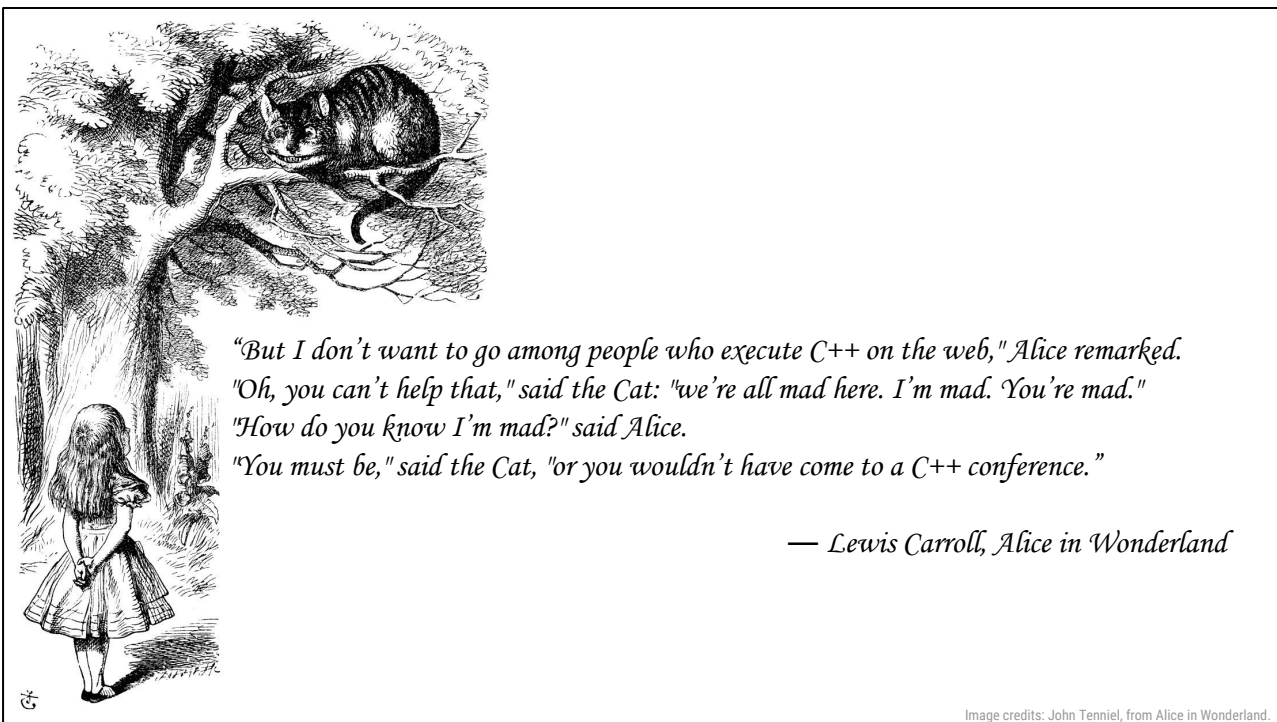 “But I don’t want to go among people who execute C++ on the web," Alice remarked.
"Oh, you can’t help that," said the Cat: "we’re all mad here. I’m mad. You’re mad."
"How do you know I’m mad?" said Alice.
"You must be," said the Cat, "or you wouldn’t have come to a C++ conference.”
— Lewis Carroll, Alice in Wonderland
Image credits: John Tenniel, from Alice in Wonderland.